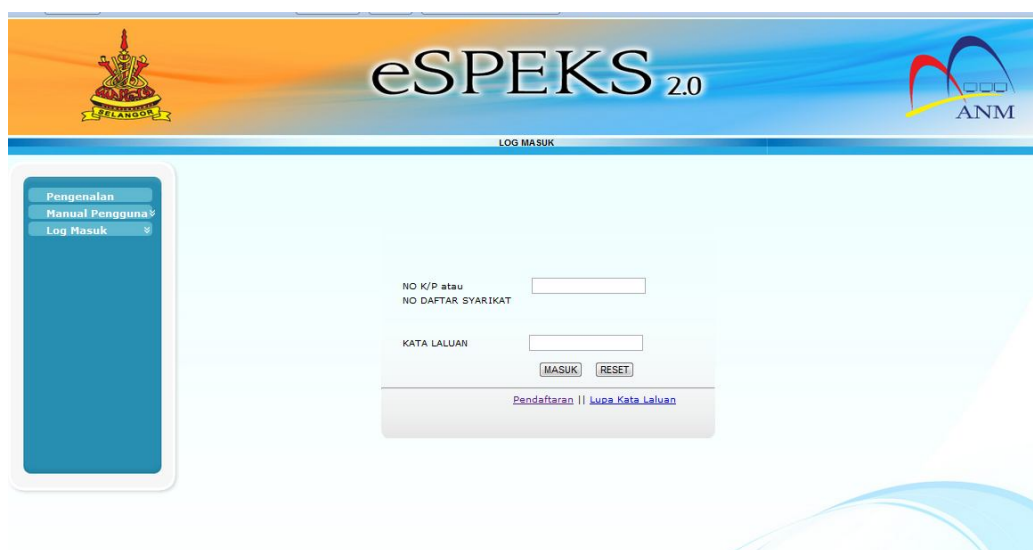 SELANGOR
eSPEKS 2.0
ANM
LOG MASUK
Pengenalan
Manual Pengguna
Log Masuk
NO K/P atau
NO DAFTAR SYARIKAT
KATA LALUAN
MASUK RESET
Pendaftaran || Lupa Kata Laluan